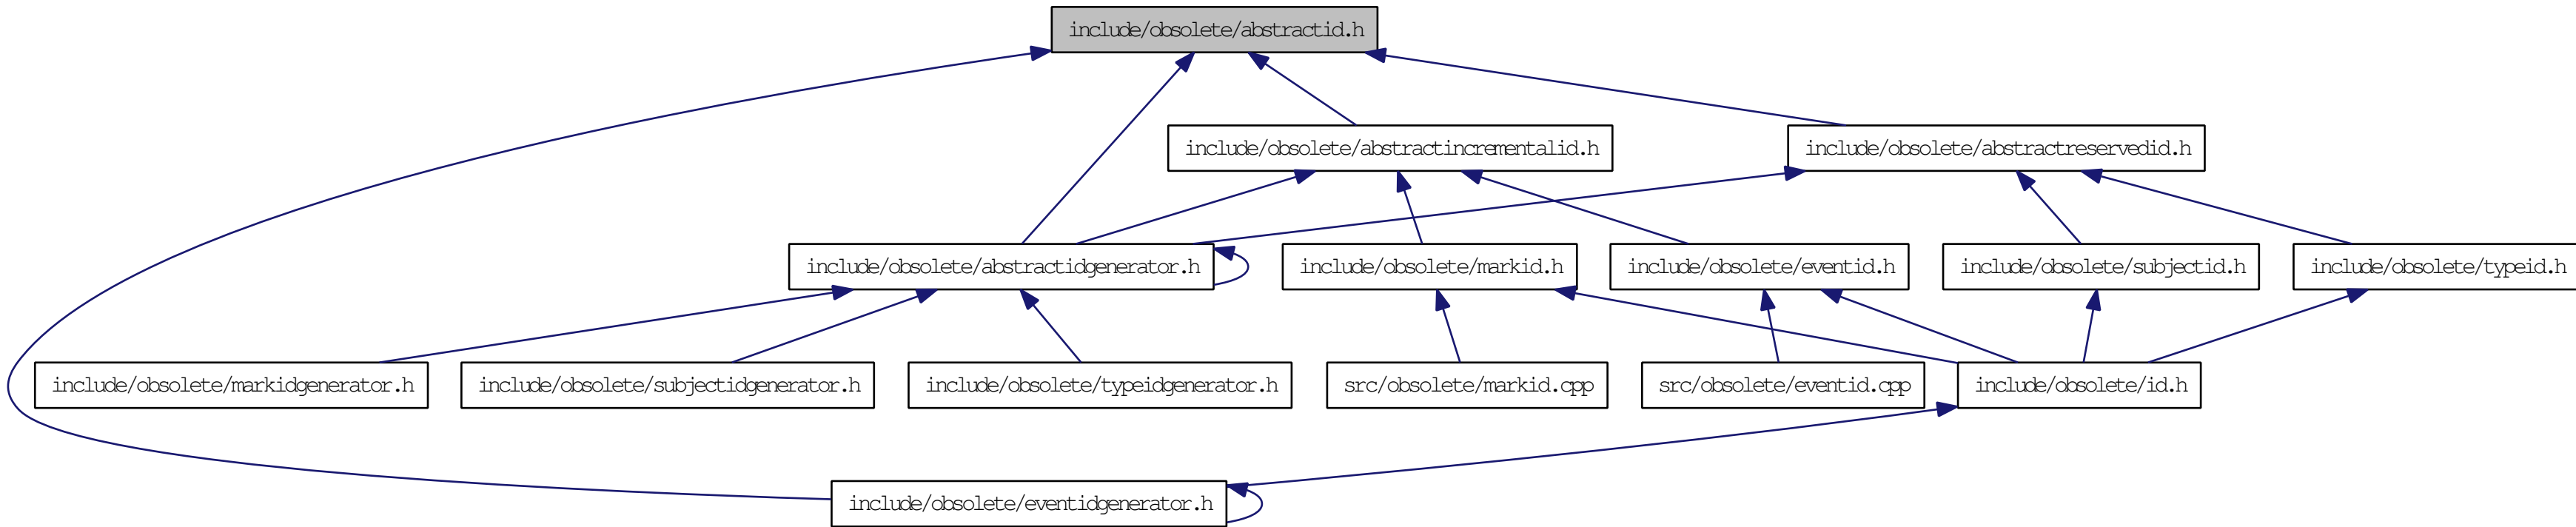 include/obsolete/abstractid.h
include/obsolete/abstractincrementalid.h
include/obsolete/abstractreservedid.h
include/obsolete/abstractidgenerator.h
include/obsolete/markid.h
include/obsolete/eventid.h
include/obsolete/subjectid.h
include/obsolete/typeid.h
include/obsolete/markidgenerator.h
include/obsolete/subjectidgenerator.h
include/obsolete/typeidgenerator.h
src/obsolete/markid.cpp
src/obsolete/eventid.cpp
include/obsolete/id.h
include/obsolete/eventidgenerator.h